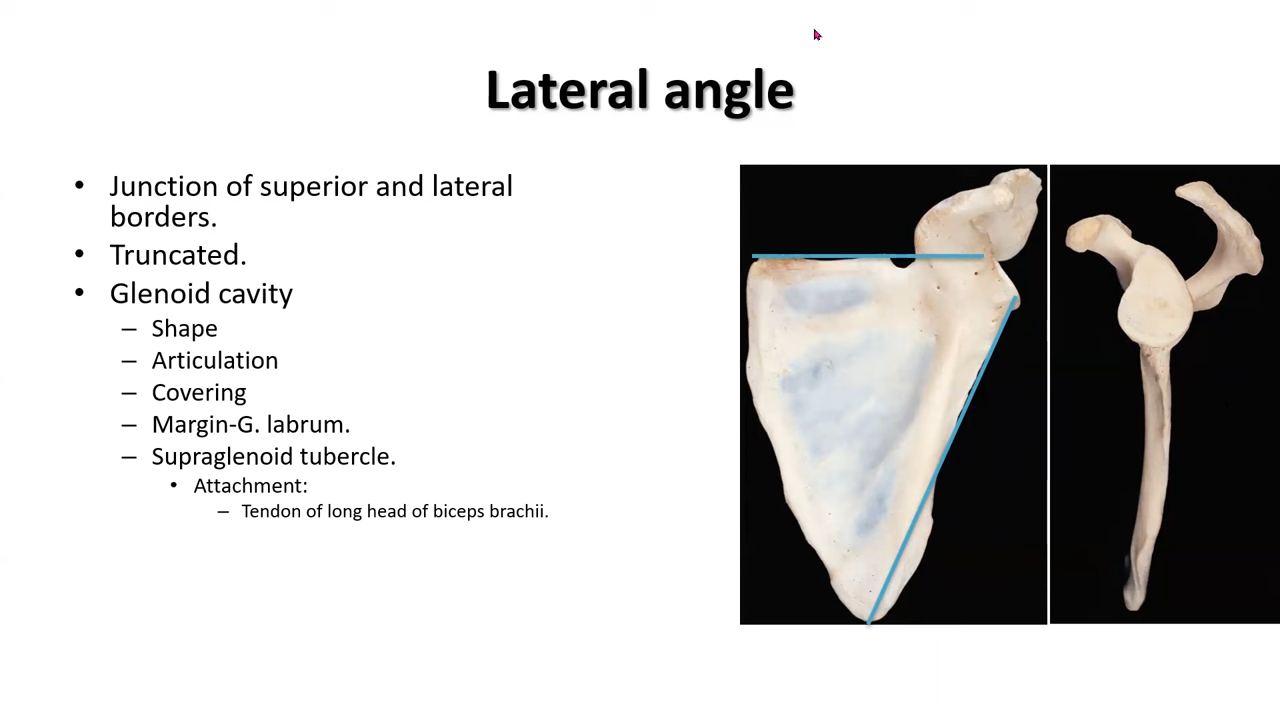 Lateral angle
• Junction of superior and lateral
borders.
• Truncated.
• Glenoid cavity
– Shape
– Articulation
– Covering
– Margin-G. labrum.
– Supraglenoid tubercle.
• Attachment:
– Tendon of long head of biceps brachii.